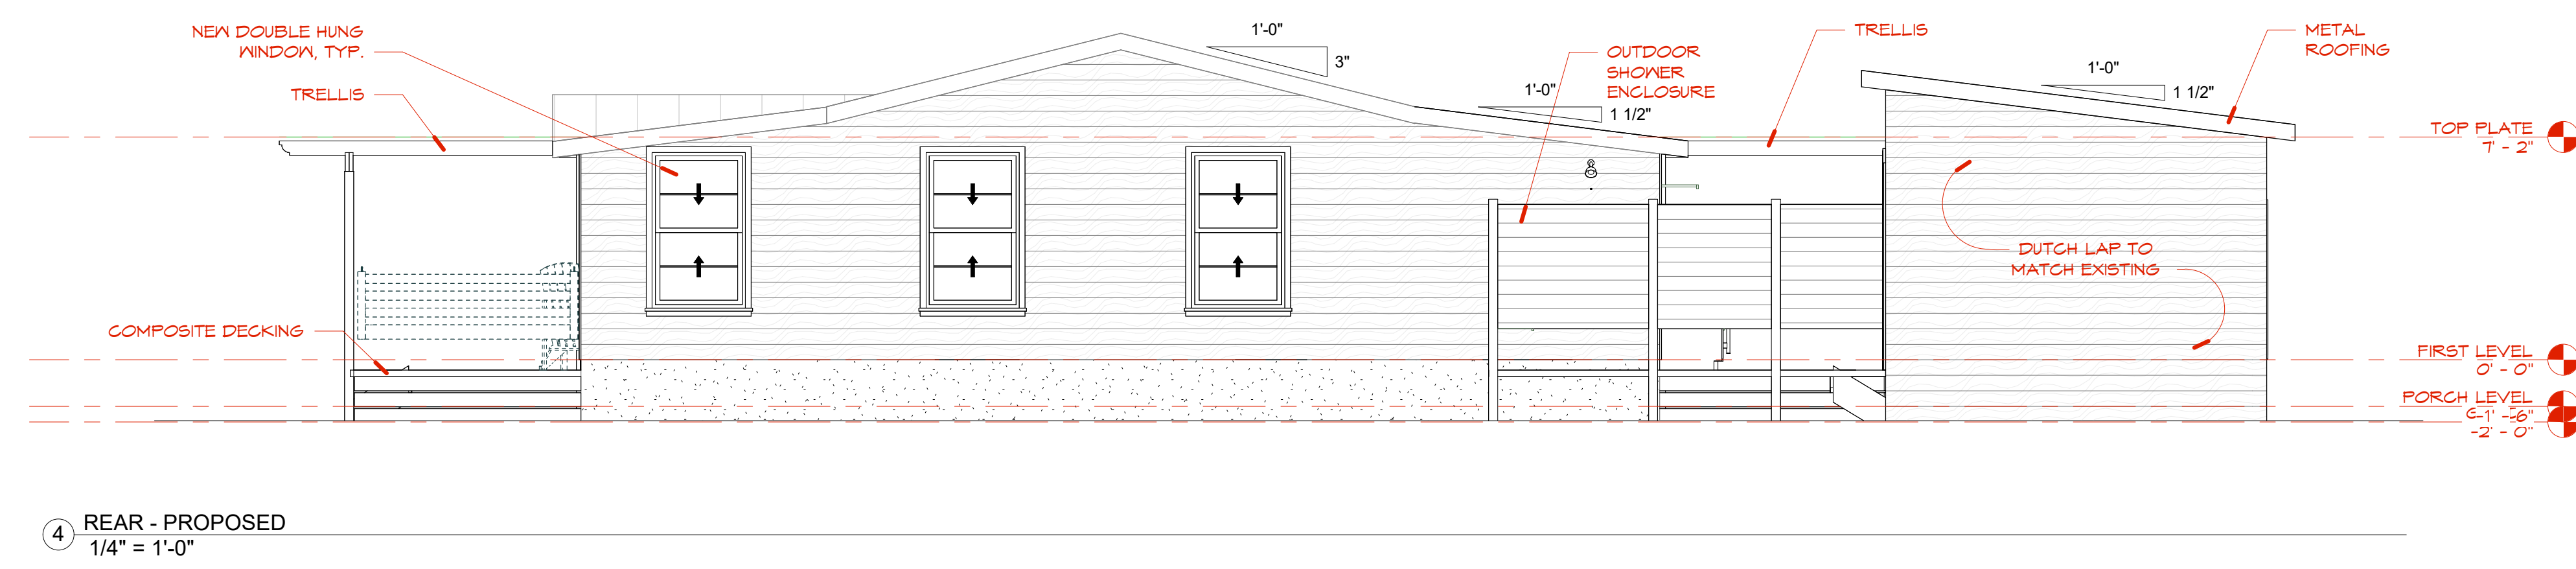 NEW DOUBLE HUNG
WINDOW, TYP.
TRELLIS
COMPOSITE DECKING
1'-0"
3"
OUTDOOR
SHOWER
ENCLOSURE
1'-0"
1 1/2"
TRELLIS
METAL
ROOFING
1'-0"
1 1/2"
DUTCH LAP TO
MATCH EXISTING
TOP PLATE
7' - 2"
FIRST LEVEL
0' - 0"
PORCH LEVEL
-1' - 6"
-2' - 0"
4
REAR - PROPOSED
1/4" = 1'-0"